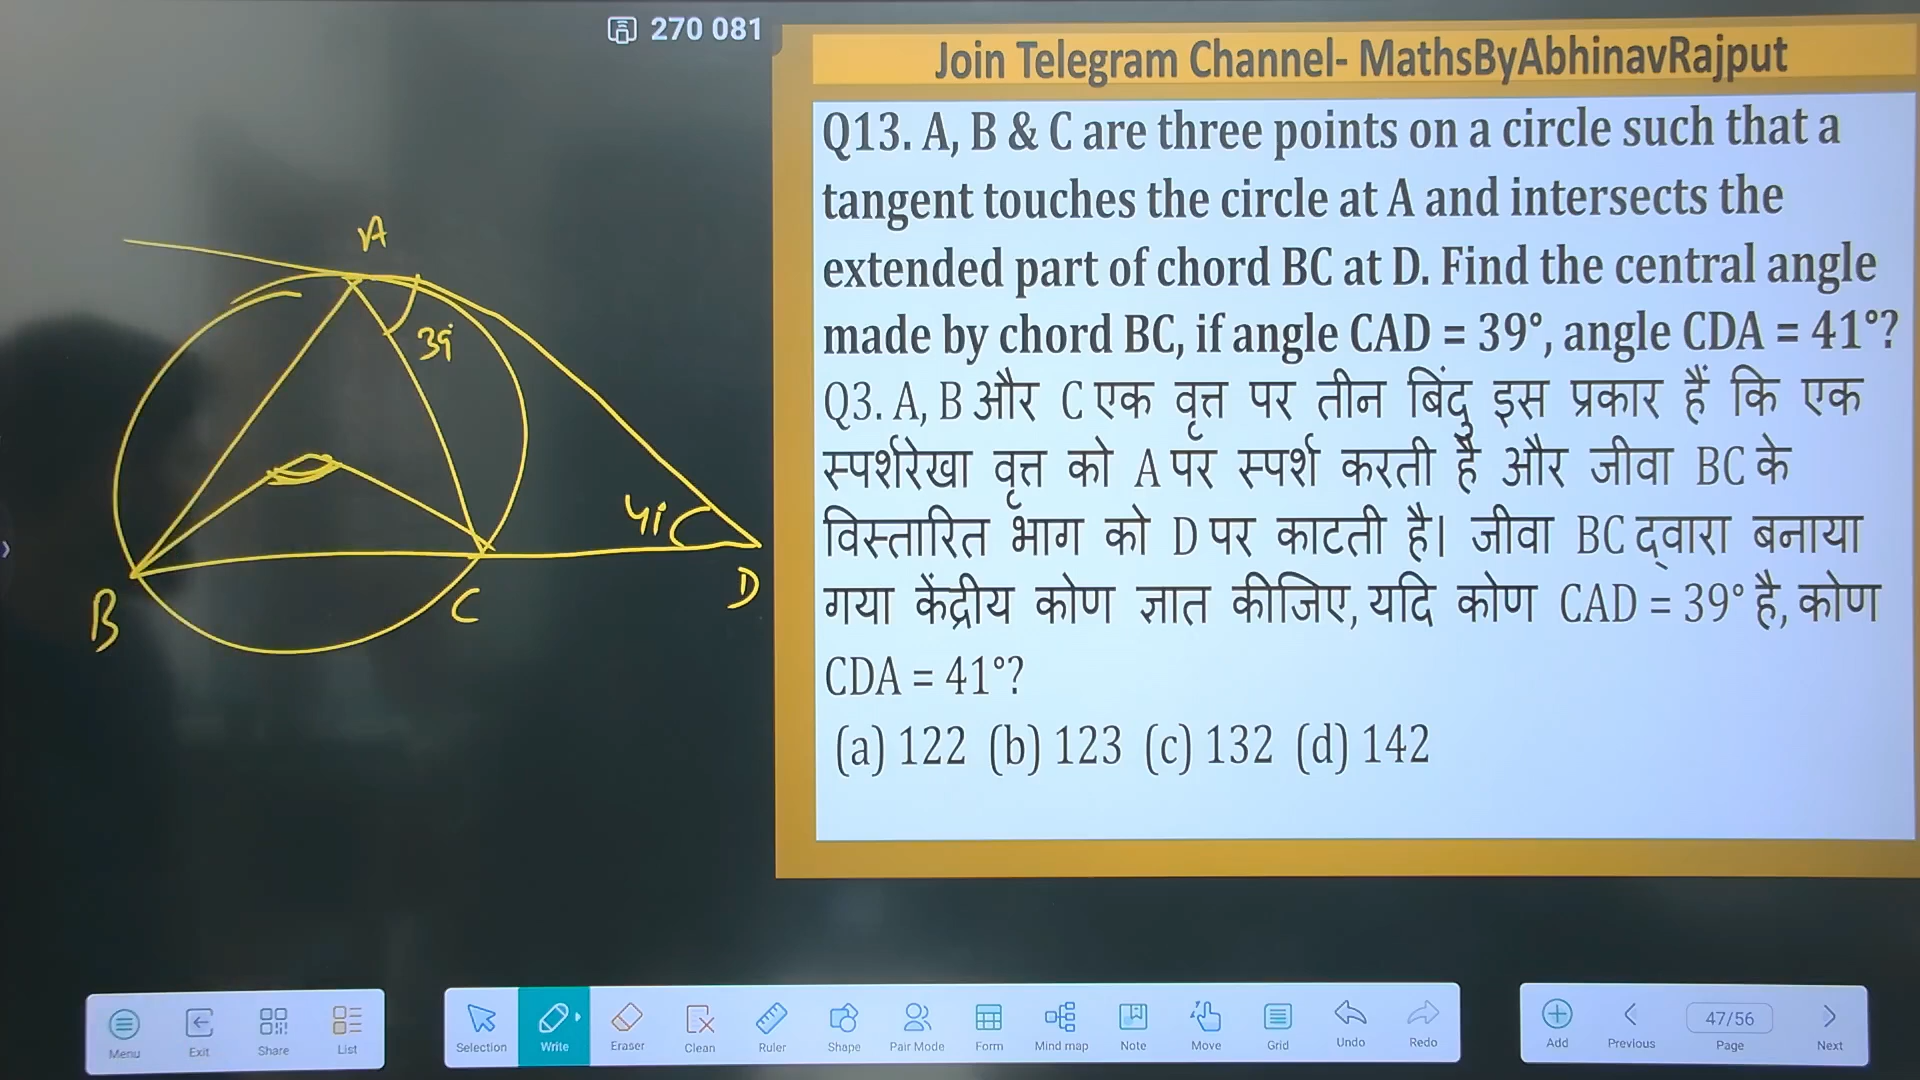 270 081
Join Telegram Channel- MathsByAbhinavRajput
Q13. A, B & C are three points on a circle such that a
tangent touches the circle at A and intersects the
extended part of chord BC at D. Find the central angle
made by chord BC, if angle CAD = 39°, angle CDA = 41°?
Q3. A, B और C एक वृत्त पर तीन बिंदु इस प्रकार हैं कि एक
स्पर्शरेखा वृत्त को A पर स्पर्श करती है और जीवा BC के
विस्तारित भाग को D पर काटती है। जीवा BC द्वारा बनाया
गया केंद्रीय कोण ज्ञात कीजिए, यदि कोण CAD = 39° है, कोण
CDA = 41°?
(a) 122 (b) 123 (c) 132 (d) 142
A
39°
41°
B
C
D
Menu
Exit
Share
List
Selection
Write
Eraser
Clean
Ruler
Shape
Pair Mode
Form
Mind map
Note
Move
Grid
Undo
Redo
Add
Previous
47/56
Page
Next